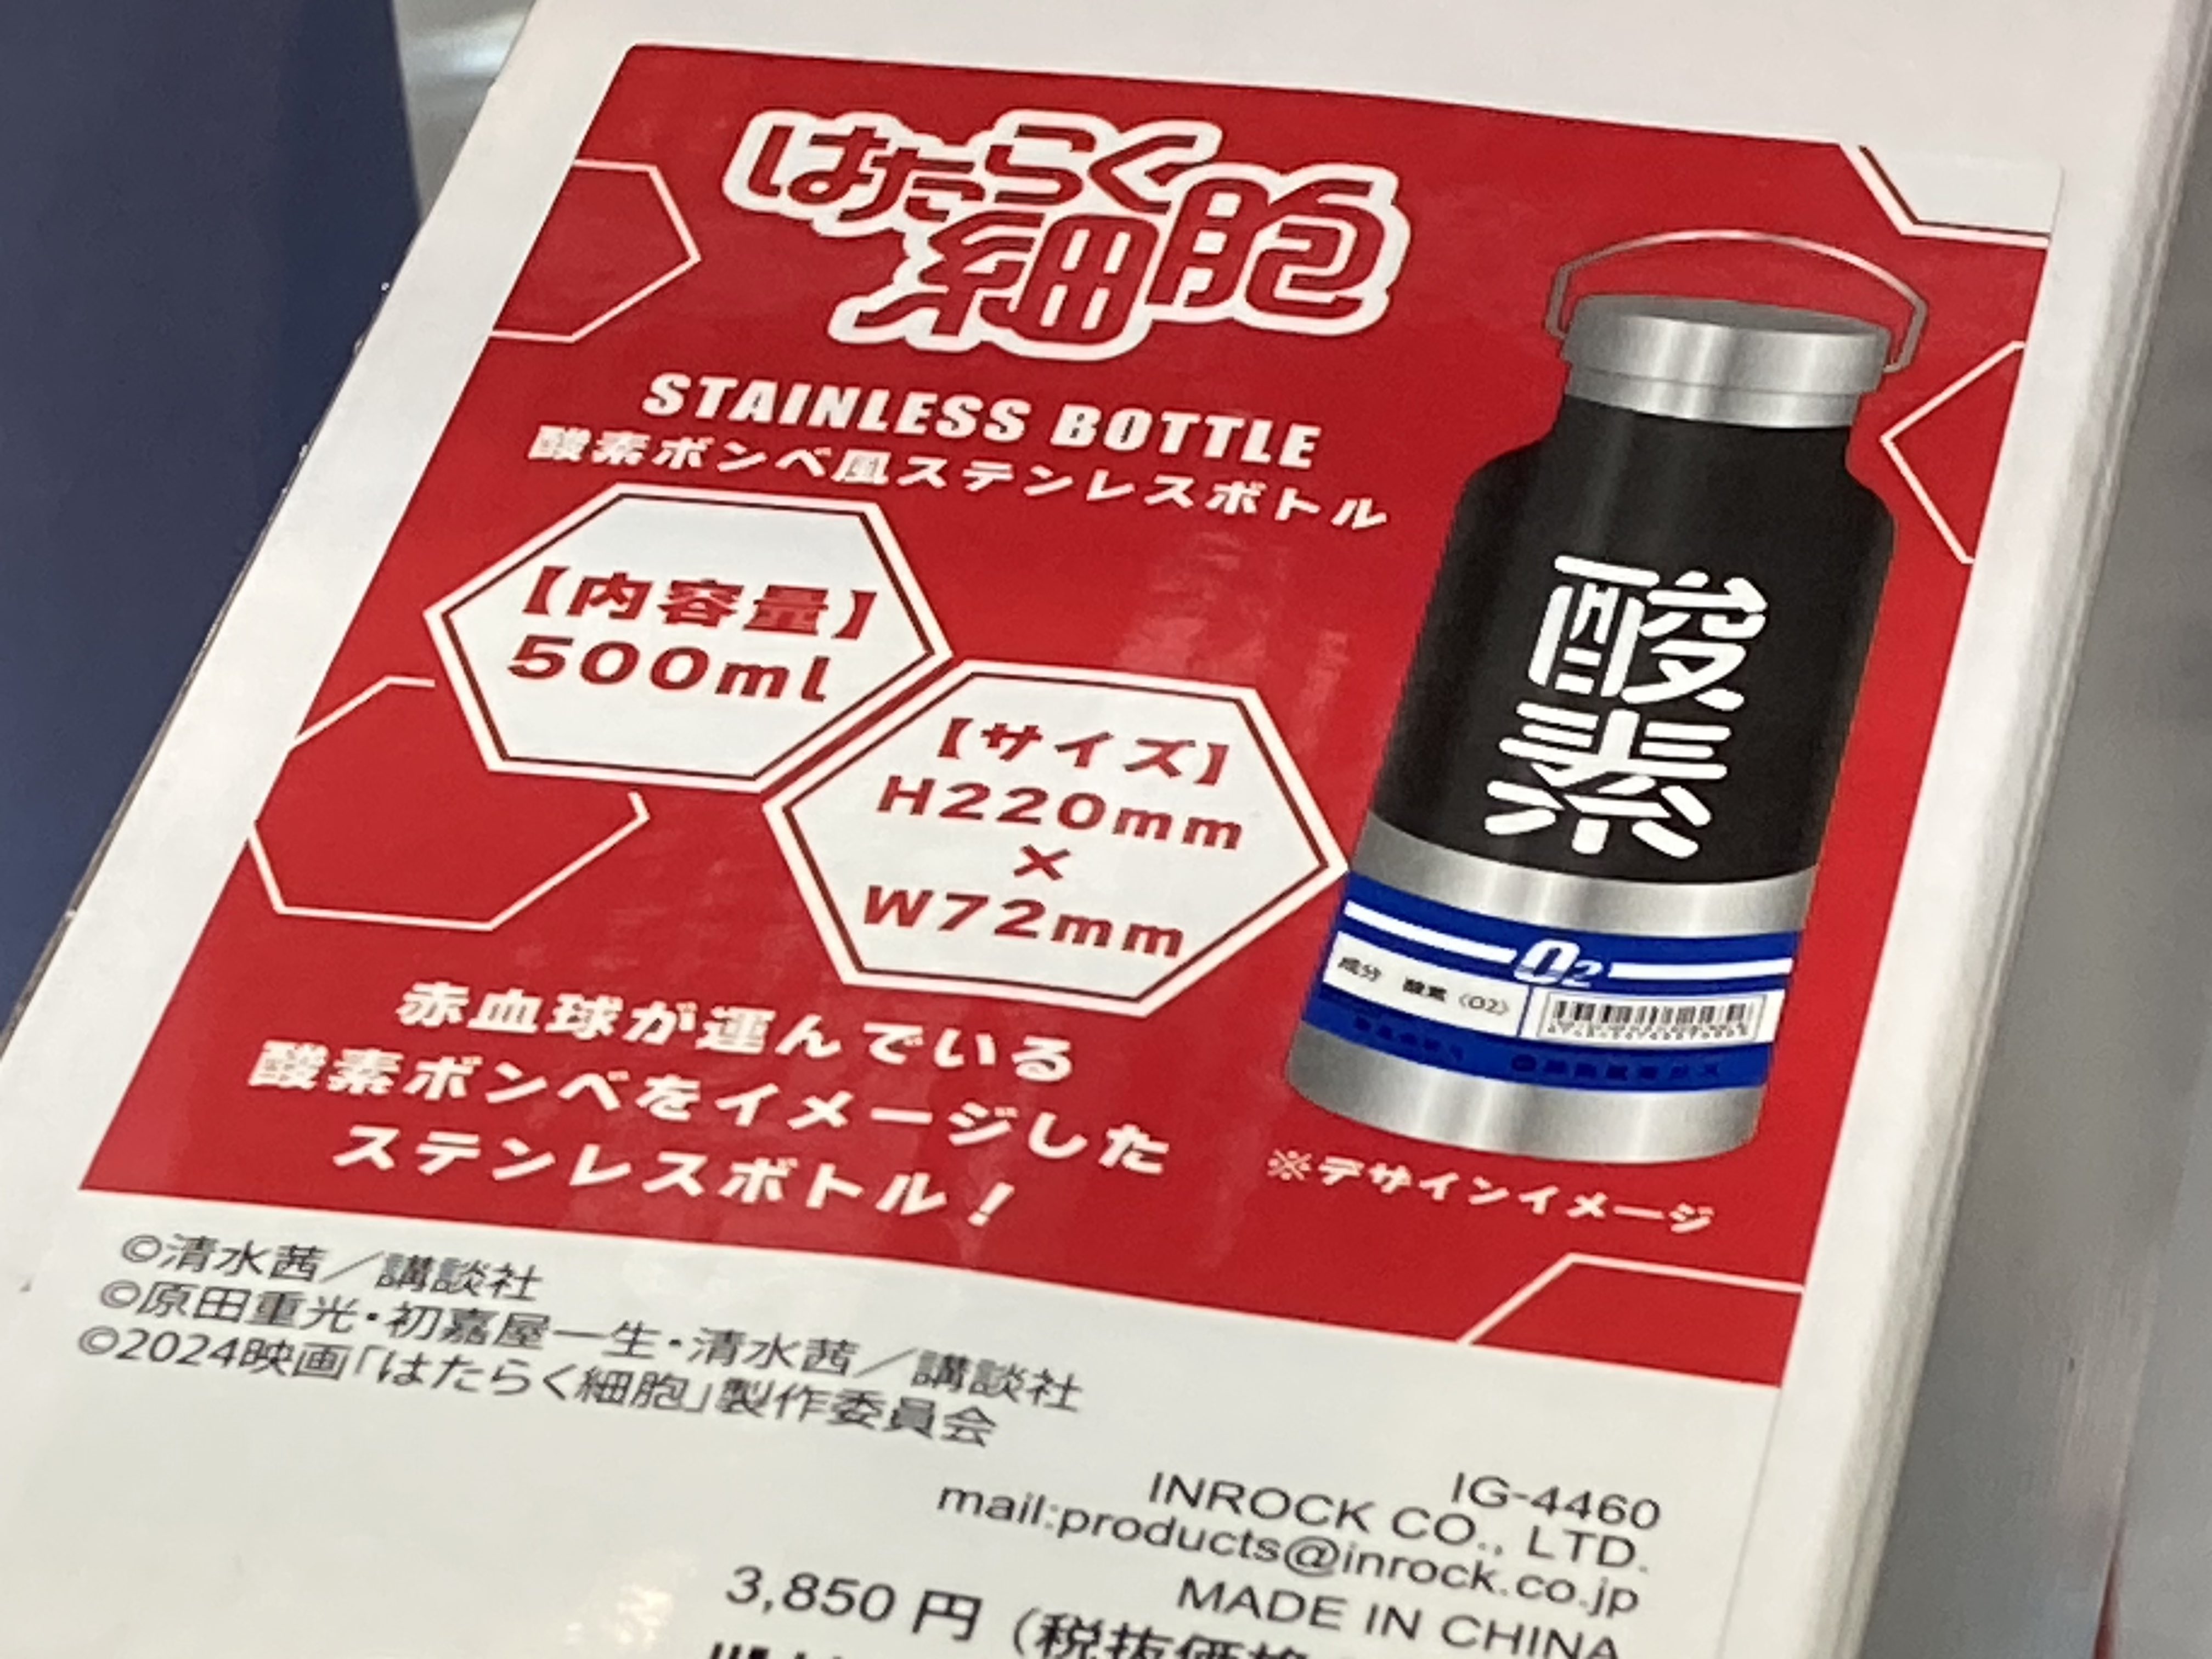 はたらく
細胞
STAINLESS BOTTLE
酸素ボンベ風ステンレスボトル
【内容量】
500ml
【サイズ】
H220mm
×
W72mm
酸素
O2
成分 酸素（O2）
赤血球が運んでいる
酸素ボンベをイメージした
ステンレスボトル！
※デザインイメージ
©清水茜／講談社
©原田重光・初嘉屋一生・清水茜／講談社
©2024映画「はたらく細胞」製作委員会
IG-4460
INROCK CO., LTD.
mail:products@inrock.co.jp
MADE IN CHINA
3,850 円（税抜価格